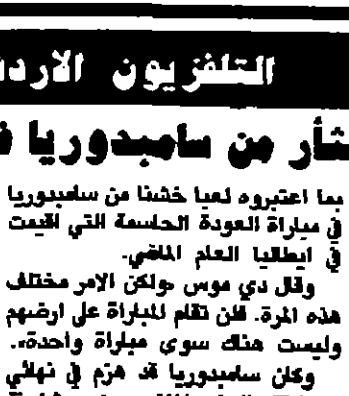 التلفزيون الارد
ثأر من سامبدوريا ف
بما اعتبروه لعبا خشنا من سامبدوريا
في مباراة العودة الحاسمة التي اقيمت
في ايطاليا العام الماضي.
وقال دي موس «ولكن الامر مختلف
هذه المرة. فلن تقام المباراة على ارضهم
وليست هناك سوى مباراة واحدة».
وكان سامبدوريا قد هزم في نهائي